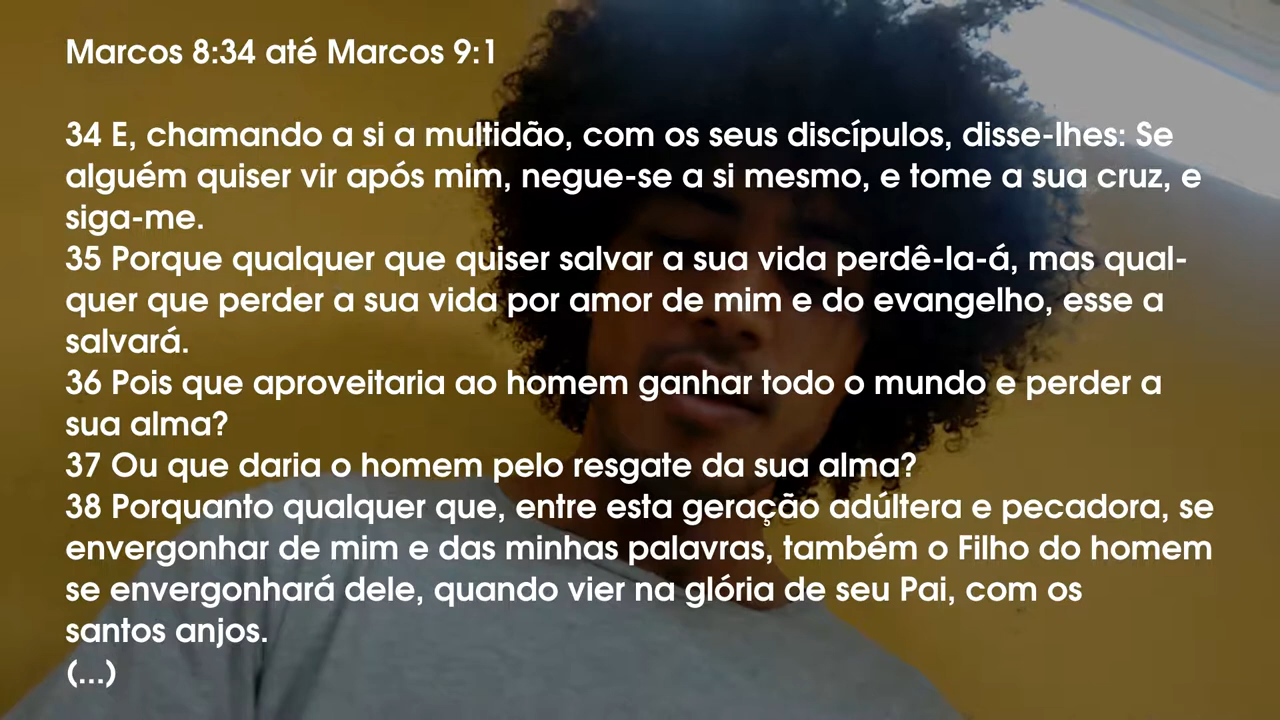 Marcos 8:34 até Marcos 9:1
34 E, chamando a si a multidão, com os seus discípulos, disse-lhes: Se
alguém quiser vir após mim, negue-se a si mesmo, e tome a sua cruz, e
siga-me.
35 Porque qualquer que quiser salvar a sua vida perdê-la-á, mas qual-
quer que perder a sua vida por amor de mim e do evangelho, esse a
salvará.
36 Pois que aproveitaria ao homem ganhar todo o mundo e perder a
sua alma?
37 Ou que daria o homem pelo resgate da sua alma?
38 Porquanto qualquer que, entre esta geração adúltera e pecadora, se
envergonhar de mim e das minhas palavras, também o Filho do homem
se envergonhará dele, quando vier na glória de seu Pai, com os
santos anjos.
(...)